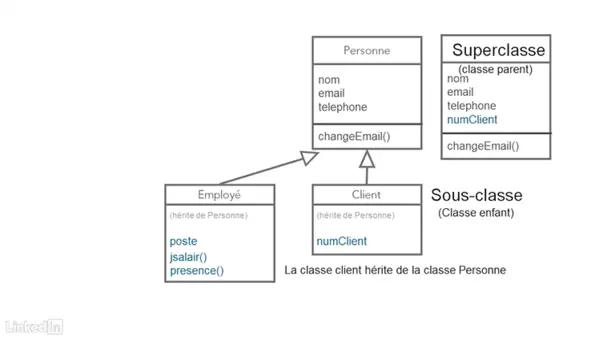 Personne
nom
email
telephone
changeEmail()
Superclasse
(classe parent)
nom
email
telephone
numClient
changeEmail()
Employé
(hérite de Personne)
poste
jsalair()
presence()
Client
(hérite de Personne)
numClient
Sous-classe
(Classe enfant)
La classe client hérite de la classe Personne
LinkedIn